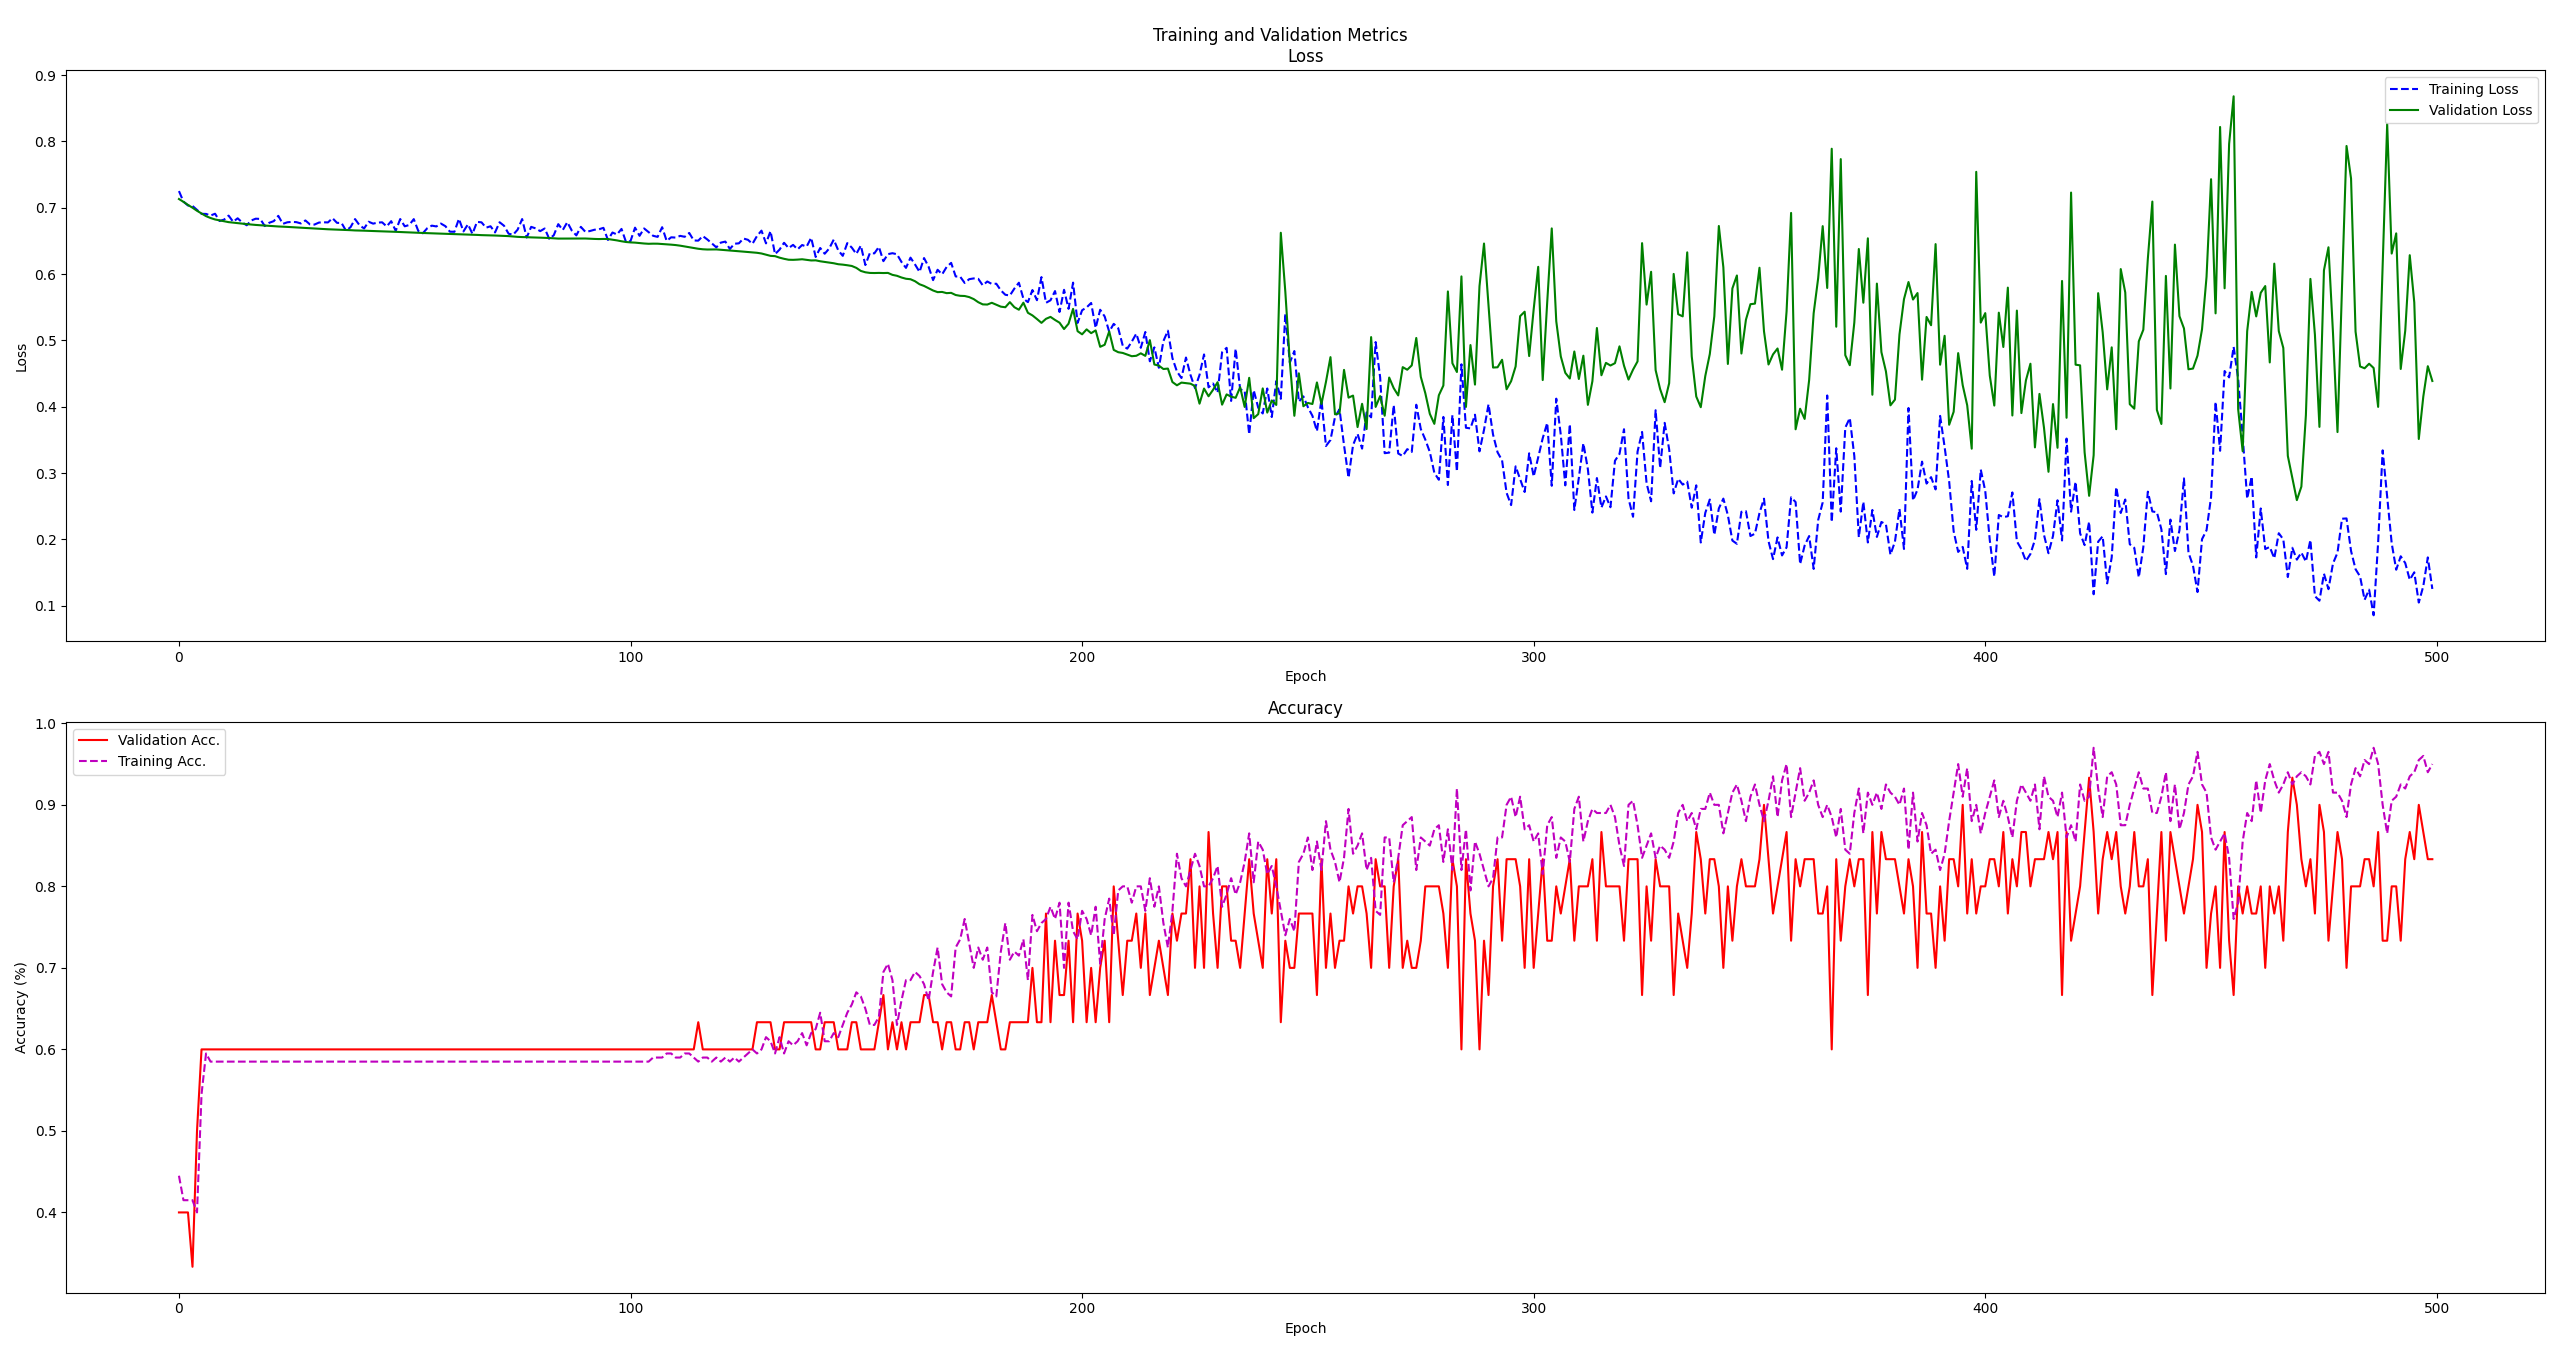 Training and Validation Metrics
Loss
0.9
0.8
0.7
0.6
0.5
0.4
0.3
0.2
0.1
Loss
Training Loss
Validation Loss
0 100 200 300 400 500
Epoch
Accuracy
1.0
0.9
0.8
0.7
0.6
0.5
0.4
Accuracy (%)
Validation Acc.
Training Acc.
0 100 200 300 400 500
Epoch